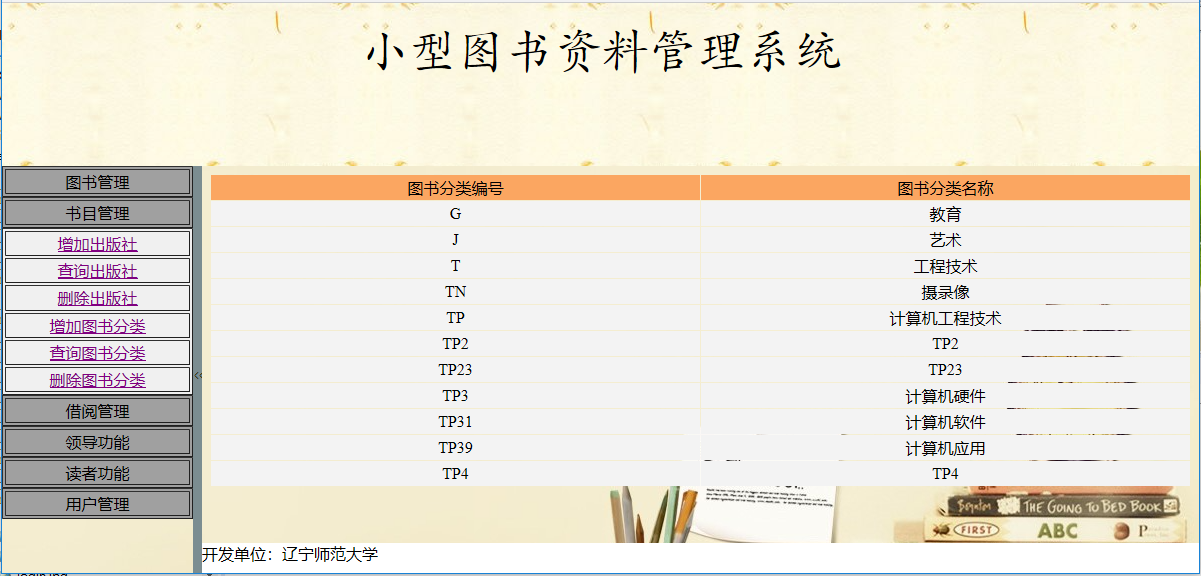 小型图书资料管理系统
图书管理
书目管理
增加出版社
查询出版社
删除出版社
增加图书分类
查询图书分类
删除图书分类
借阅管理
领导功能
读者功能
用户管理
图书分类编号 图书分类名称
G 教育
J 艺术
T 工程技术
TN 摄录像
TP 计算机工程技术
TP2 TP2
TP23 TP23
TP3 计算机硬件
TP31 计算机软件
TP39 计算机应用
TP4 TP4
THE GOING TO BED BOOK
FIRST ABC
开发单位：辽宁师范大学